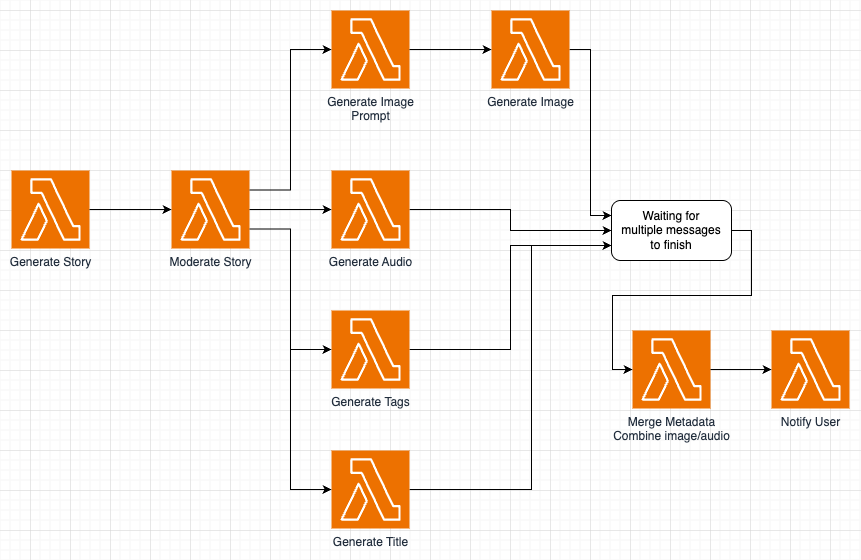 Generate Image
Prompt
Generate Image
Generate Story
Moderate Story
Generate Audio
Waiting for
multiple messages
to finish
Generate Tags
Merge Metadata
Combine image/audio
Notify User
Generate Title